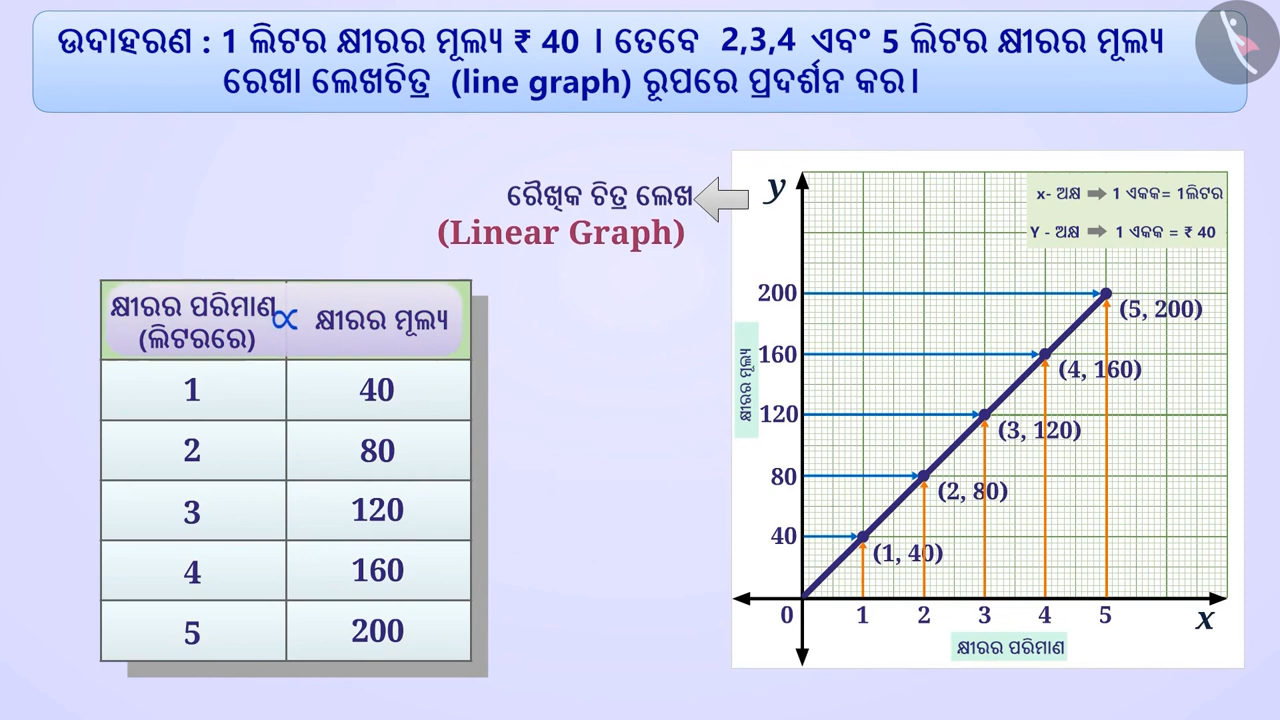 ଉଦାହରଣ : 1 ଲିଟର କ୍ଷୀରର ମୂଲ୍ୟ ₹ 40 । ତେବେ 2,3,4 ଏବଂ 5 ଲିଟର କ୍ଷୀରର ମୂଲ୍ୟ
ରେଖା ଲେଖଚିତ୍ର (line graph) ରୂପରେ ପ୍ରଦର୍ଶନ କର।
ରୈଖିକ ଚିତ୍ର ଲେଖ
(Linear Graph)
କ୍ଷୀରର ପରିମାଣ ∝ କ୍ଷୀରର ମୂଲ୍ୟ
(ଲିଟରରେ)
1 40
2 80
3 120
4 160
5 200
y
x- ଅକ୍ଷ ➡ 1 ଏକକ= 1ଲିଟର
Y - ଅକ୍ଷ ➡ 1 ଏକକ = ₹ 40
200
(5, 200)
160
(4, 160)
କ୍ଷୀରର ମୂଲ୍ୟ
120
(3, 120)
80
(2, 80)
40
(1, 40)
0 1 2 3 4 5 x
କ୍ଷୀରର ପରିମାଣ